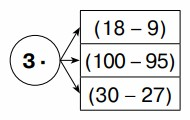 3 ·
(18 – 9)
(100 – 95)
(30 – 27)